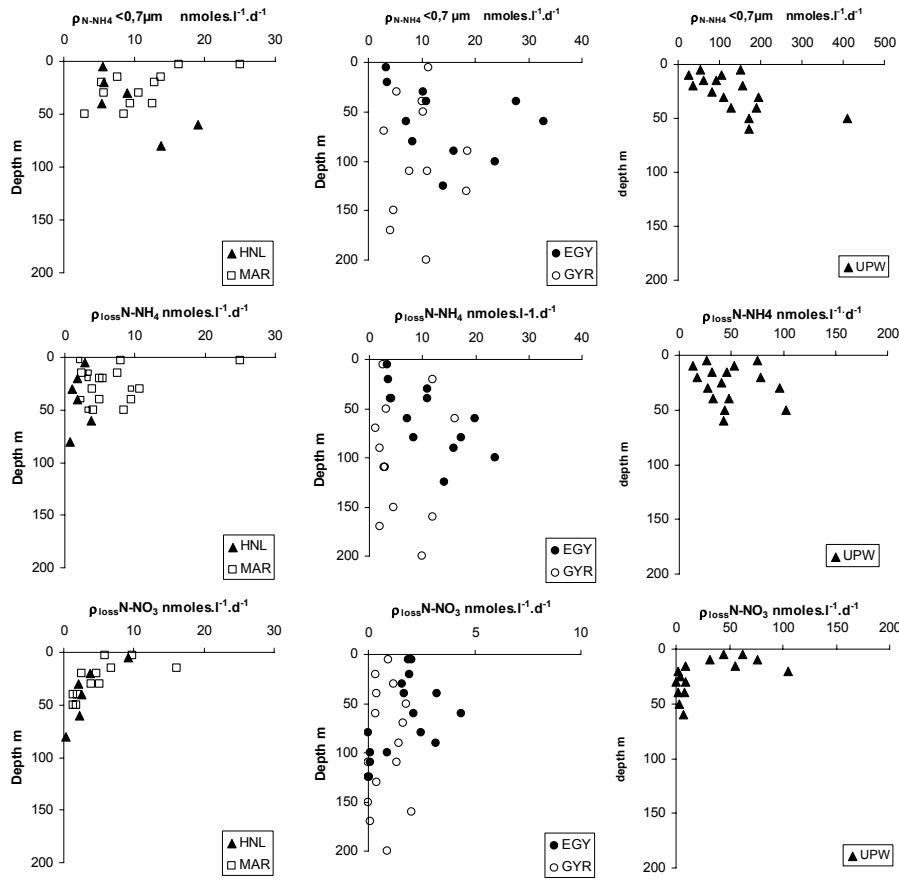 ρN-NH4 <0,7µm nmoles.l-1.d-1
0 10 20 30
0
50
100
150
200
Depth m
HNL
MAR
ρN-NH4 <0,7 µm nmoles.l-1.d-1
0 10 20 30 40
0
50
100
150
200
Depth m
EGY
GYR
ρN-NH4 <0,7µm nmoles.l-1.d-1
0 100 200 300 400 500
0
50
100
150
200
depth m
UPW
ρlossN-NH4 nmoles.l-1.d-1
0 10 20 30
0
50
100
150
200
Depth m
HNL
MAR
ρlossN-NH4 nmoles.l-1.d-1
0 10 20 30 40
0
50
100
150
200
Depth m
EGY
GYR
ρlossN-NH4 nmoles.l-1.d-1
0 50 100 150 200
0
50
100
150
200
depth m
UPW
ρlossN-NO3 nmoles.l-1.d-1
0 10 20 30
0
50
100
150
200
Depth m
HNL
MAR
ρlossN-NO3 nmoles.l-1.d-1
0 5 10
0
50
100
150
200
Depth m
EGY
GYR
ρlossN-NO3 nmoles.l-1.d-1
0 50 100 150 200
0
50
100
150
200
depth m
UPW